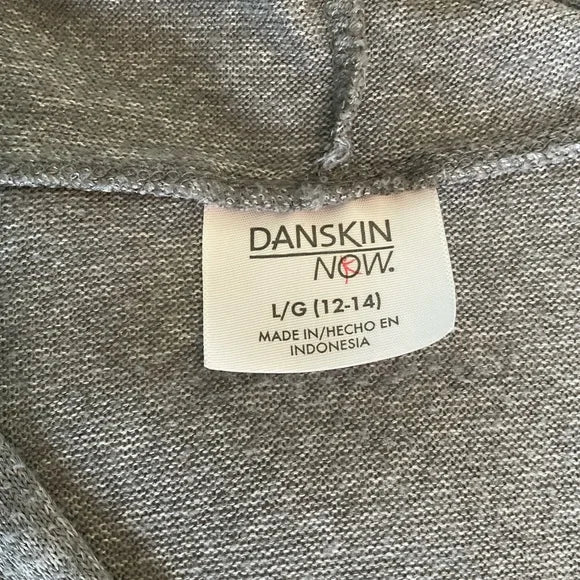 DANSKIN
NOW.
L/G (12-14)
MADE IN/HECHO EN
INDONESIA